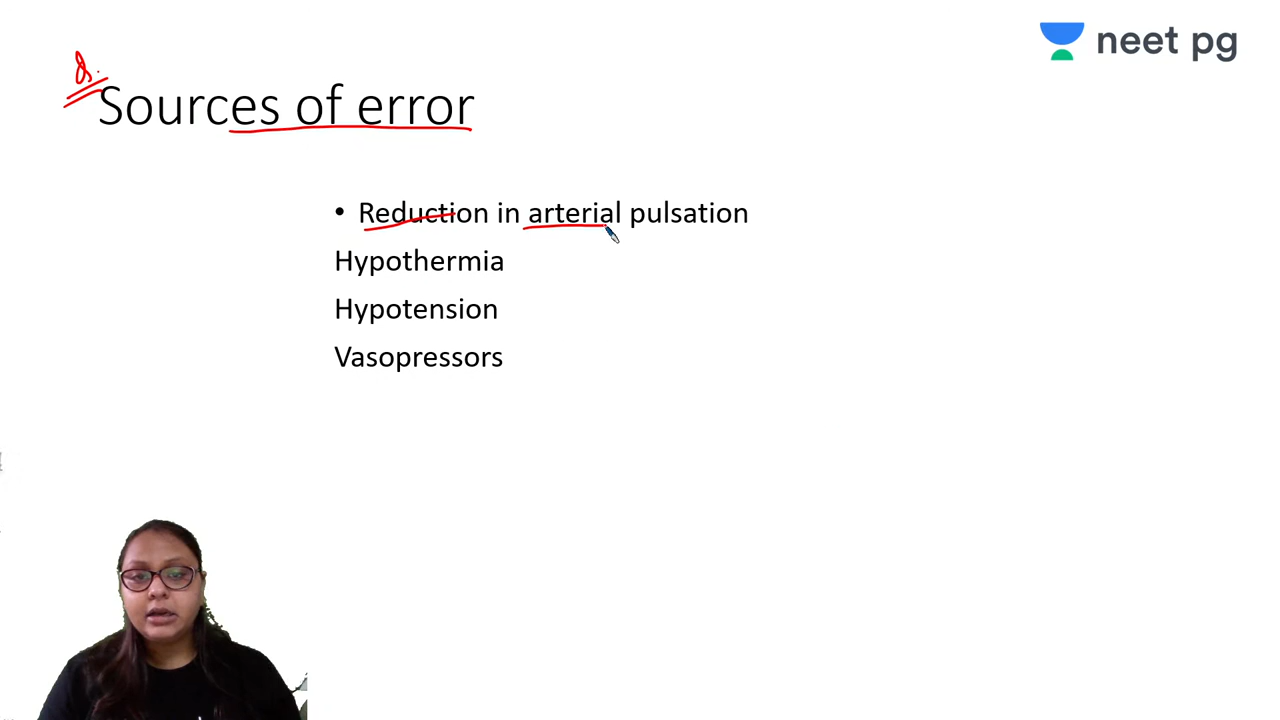 neet pg
Sources of error
• Reduction in arterial pulsation
Hypothermia
Hypotension
Vasopressors